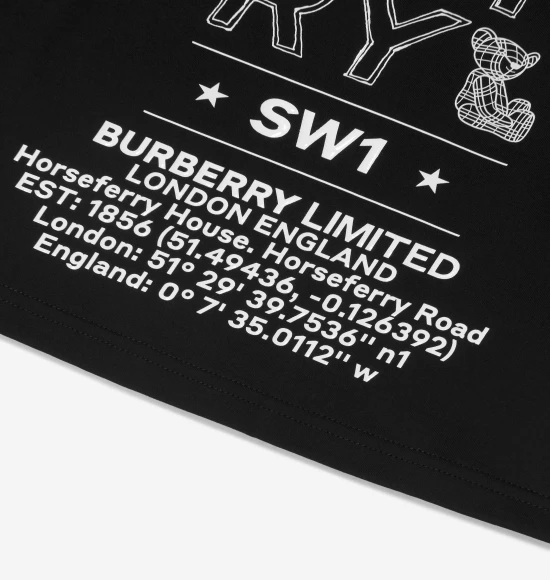 RY
SW1
BURBERRY LIMITED
LONDON ENGLAND
Horseferry House. Horseferry Road
EST: 1856 (51.49436, -0.126392)
London: 51° 29' 39.7536'' n1
England: 0° 7' 35.0112'' w